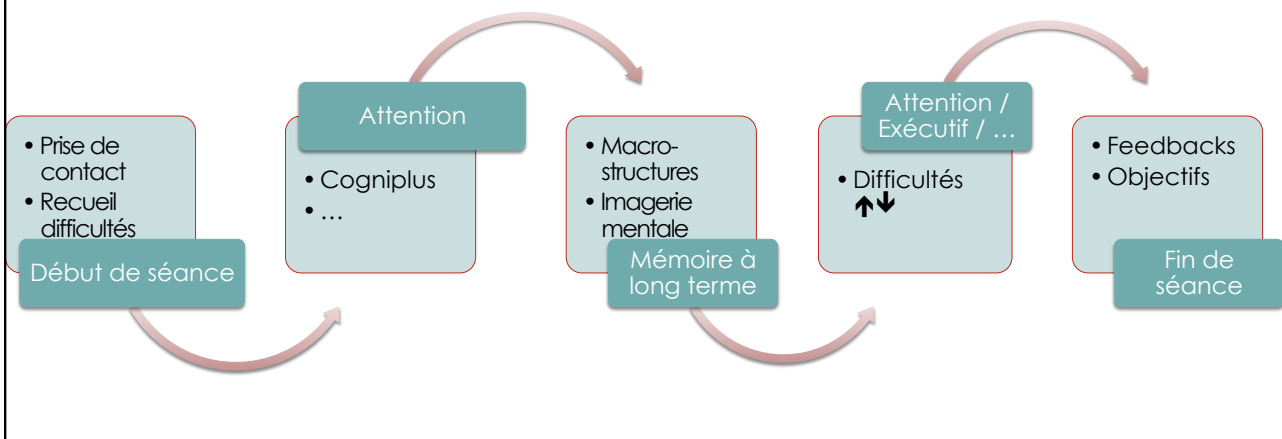 • Prise de
contact
• Recueil
difficultés
Début de séance
Attention
• Cogniplus
• …
• Macro-
structures
• Imagerie
mentale
Mémoire à
long terme
Attention /
Exécutif / …
• Difficultés
🡹🡻
• Feedbacks
• Objectifs
Fin de
séance